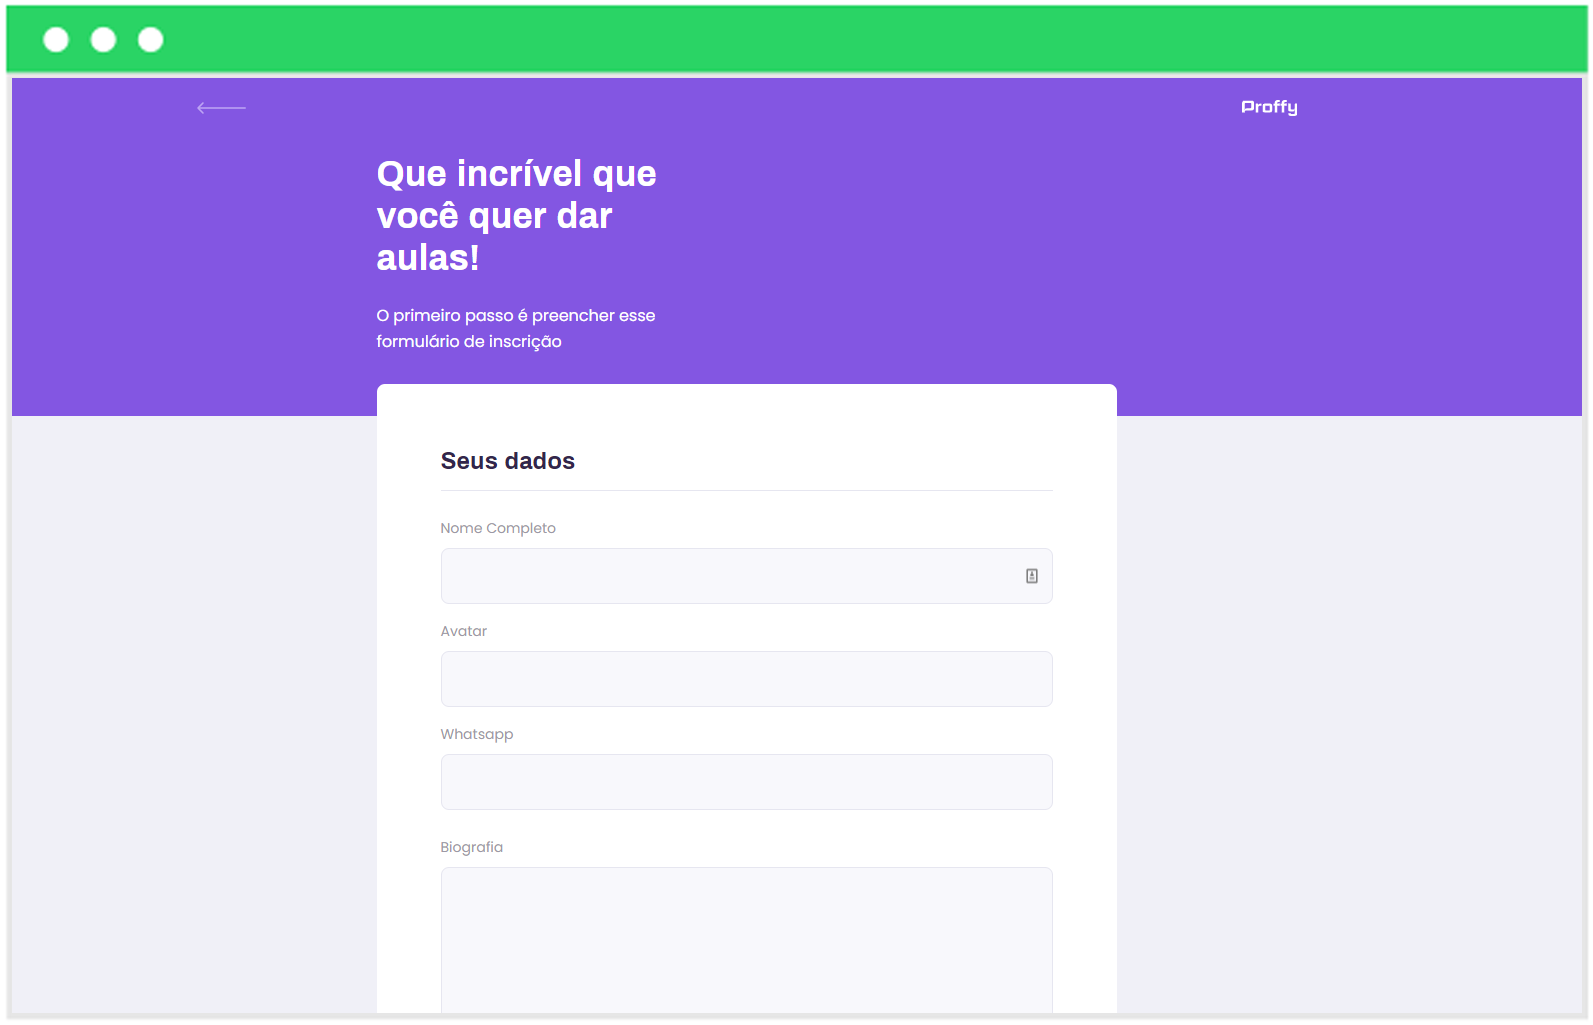 Proffy
Que incrível que
você quer dar
aulas!
O primeiro passo é preencher esse
formulário de inscrição
Seus dados
Nome Completo
Avatar
Whatsapp
Biografia